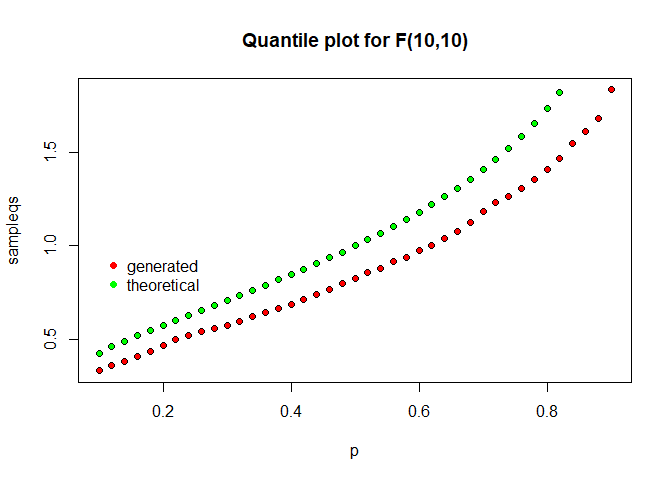 Quantile plot for F(10,10)
sampleqs
1.5
1.0
0.5
generated
theoretical
0.2 0.4 0.6 0.8
p